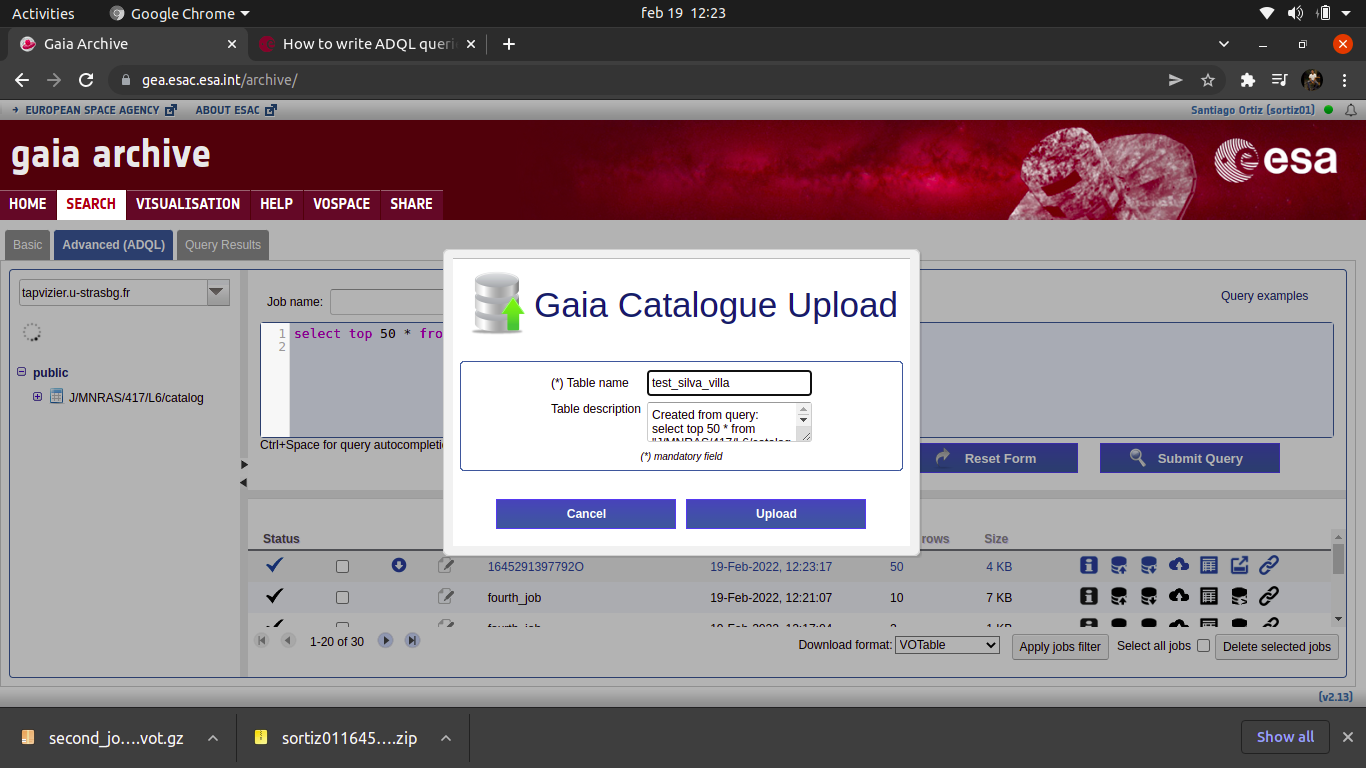 Activities
Google Chrome
feb 19 12:23
Gaia Archive
How to write ADQL queri
gea.esac.esa.int/archive/
EUROPEAN SPACE AGENCY
ABOUT ESAC
Santiago Ortiz (sortiz01)
gaia archive
esa
HOME
SEARCH
VISUALISATION
HELP
VOSPACE
SHARE
Basic
Advanced (ADQL)
Query Results
tapvizier.u-strasbg.fr
public
J/MNRAS/417/L6/catalog
Job name:
Query examples
1 select top 50 * fro
2
Ctrl+Space for query autocompleti
Reset Form
Submit Query
Gaia Catalogue Upload
(*) Table name
test_silva_villa
Table description
Created from query:
select top 50 * from
"J/MNRAS/417/L6/catalog
(*) mandatory field
Cancel
Upload
Status
rows
Size
1645291397792O 19-Feb-2022, 12:23:17 50 4 KB
fourth_job 19-Feb-2022, 12:21:07 10 7 KB
fourth_job 19-Feb-2022, 12:17:04 2 1 KB
1-20 of 30
Download format:
VOTable
Apply jobs filter
Select all jobs
Delete selected jobs
(v2.13)
second_jo....vot.gz
sortiz011645....zip
Show all